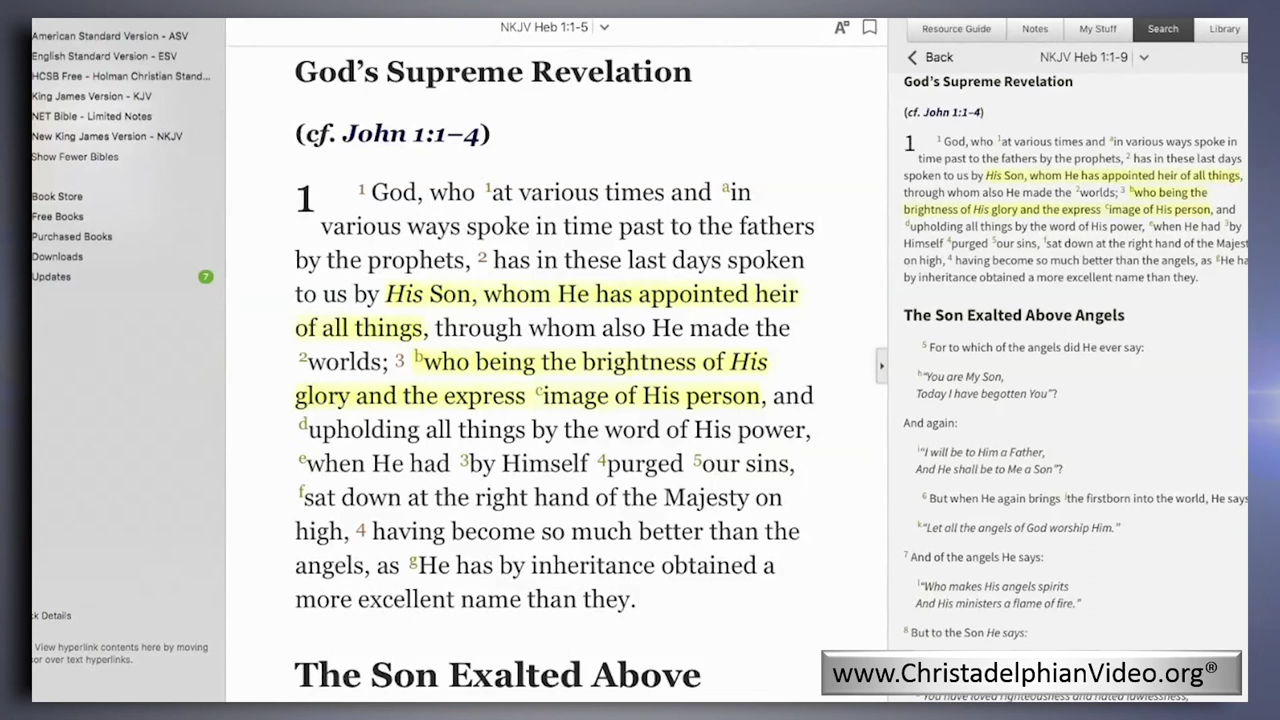 American Standard Version - ASV
English Standard Version - ESV
HCSB Free - Holman Christian Stand...
King James Version - KJV
NET Bible - Limited Notes
New King James Version - NKJV
Show Fewer Bibles
Book Store
Free Books
Purchased Books
Downloads
Updates
7
ck Details
View hyperlink contents here by moving
sor over text hyperlinks.
NKJV Heb 1:1-5
God's Supreme Revelation
(cf. John 1:1–4)
1 1 God, who 1at various times and ain
various ways spoke in time past to the fathers
by the prophets, 2 has in these last days spoken
to us by His Son, whom He has appointed heir
of all things, through whom also He made the
2worlds; 3 bwho being the brightness of His
glory and the express cimage of His person, and
dupholding all things by the word of His power,
ewhen He had 3by Himself 4purged 5our sins,
fsat down at the right hand of the Majesty on
high, 4 having become so much better than the
angels, as gHe has by inheritance obtained a
more excellent name than they.
The Son Exalted Above
Resource Guide
Notes
My Stuff
Search
Library
Back
NKJV Heb 1:1-9
God's Supreme Revelation
(cf. John 1:1–4)
1 1 God, who 1at various times and ain various ways spoke in
time past to the fathers by the prophets, 2 has in these last days
spoken to us by His Son, whom He has appointed heir of all things,
through whom also He made the 2worlds; 3 bwho being the
brightness of His glory and the express cimage of His person, and
dupholding all things by the word of His power, ewhen He had 3by
Himself 4purged 5our sins, fsat down at the right hand of the Majest
on high, 4 having become so much better than the angels, as gHe ha
by inheritance obtained a more excellent name than they.
The Son Exalted Above Angels
5 For to which of the angels did He ever say:
h"You are My Son,
Today I have begotten You"?
And again:
i"I will be to Him a Father,
And He shall be to Me a Son"?
6 But when He again brings jthe firstborn into the world, He says
k"Let all the angels of God worship Him."
7 And of the angels He says:
l"Who makes His angels spirits
And His ministers a flame of fire."
8 But to the Son He says:
www.ChristadelphianVideo.org®
"You have loved righteousness and hated lawlessness;